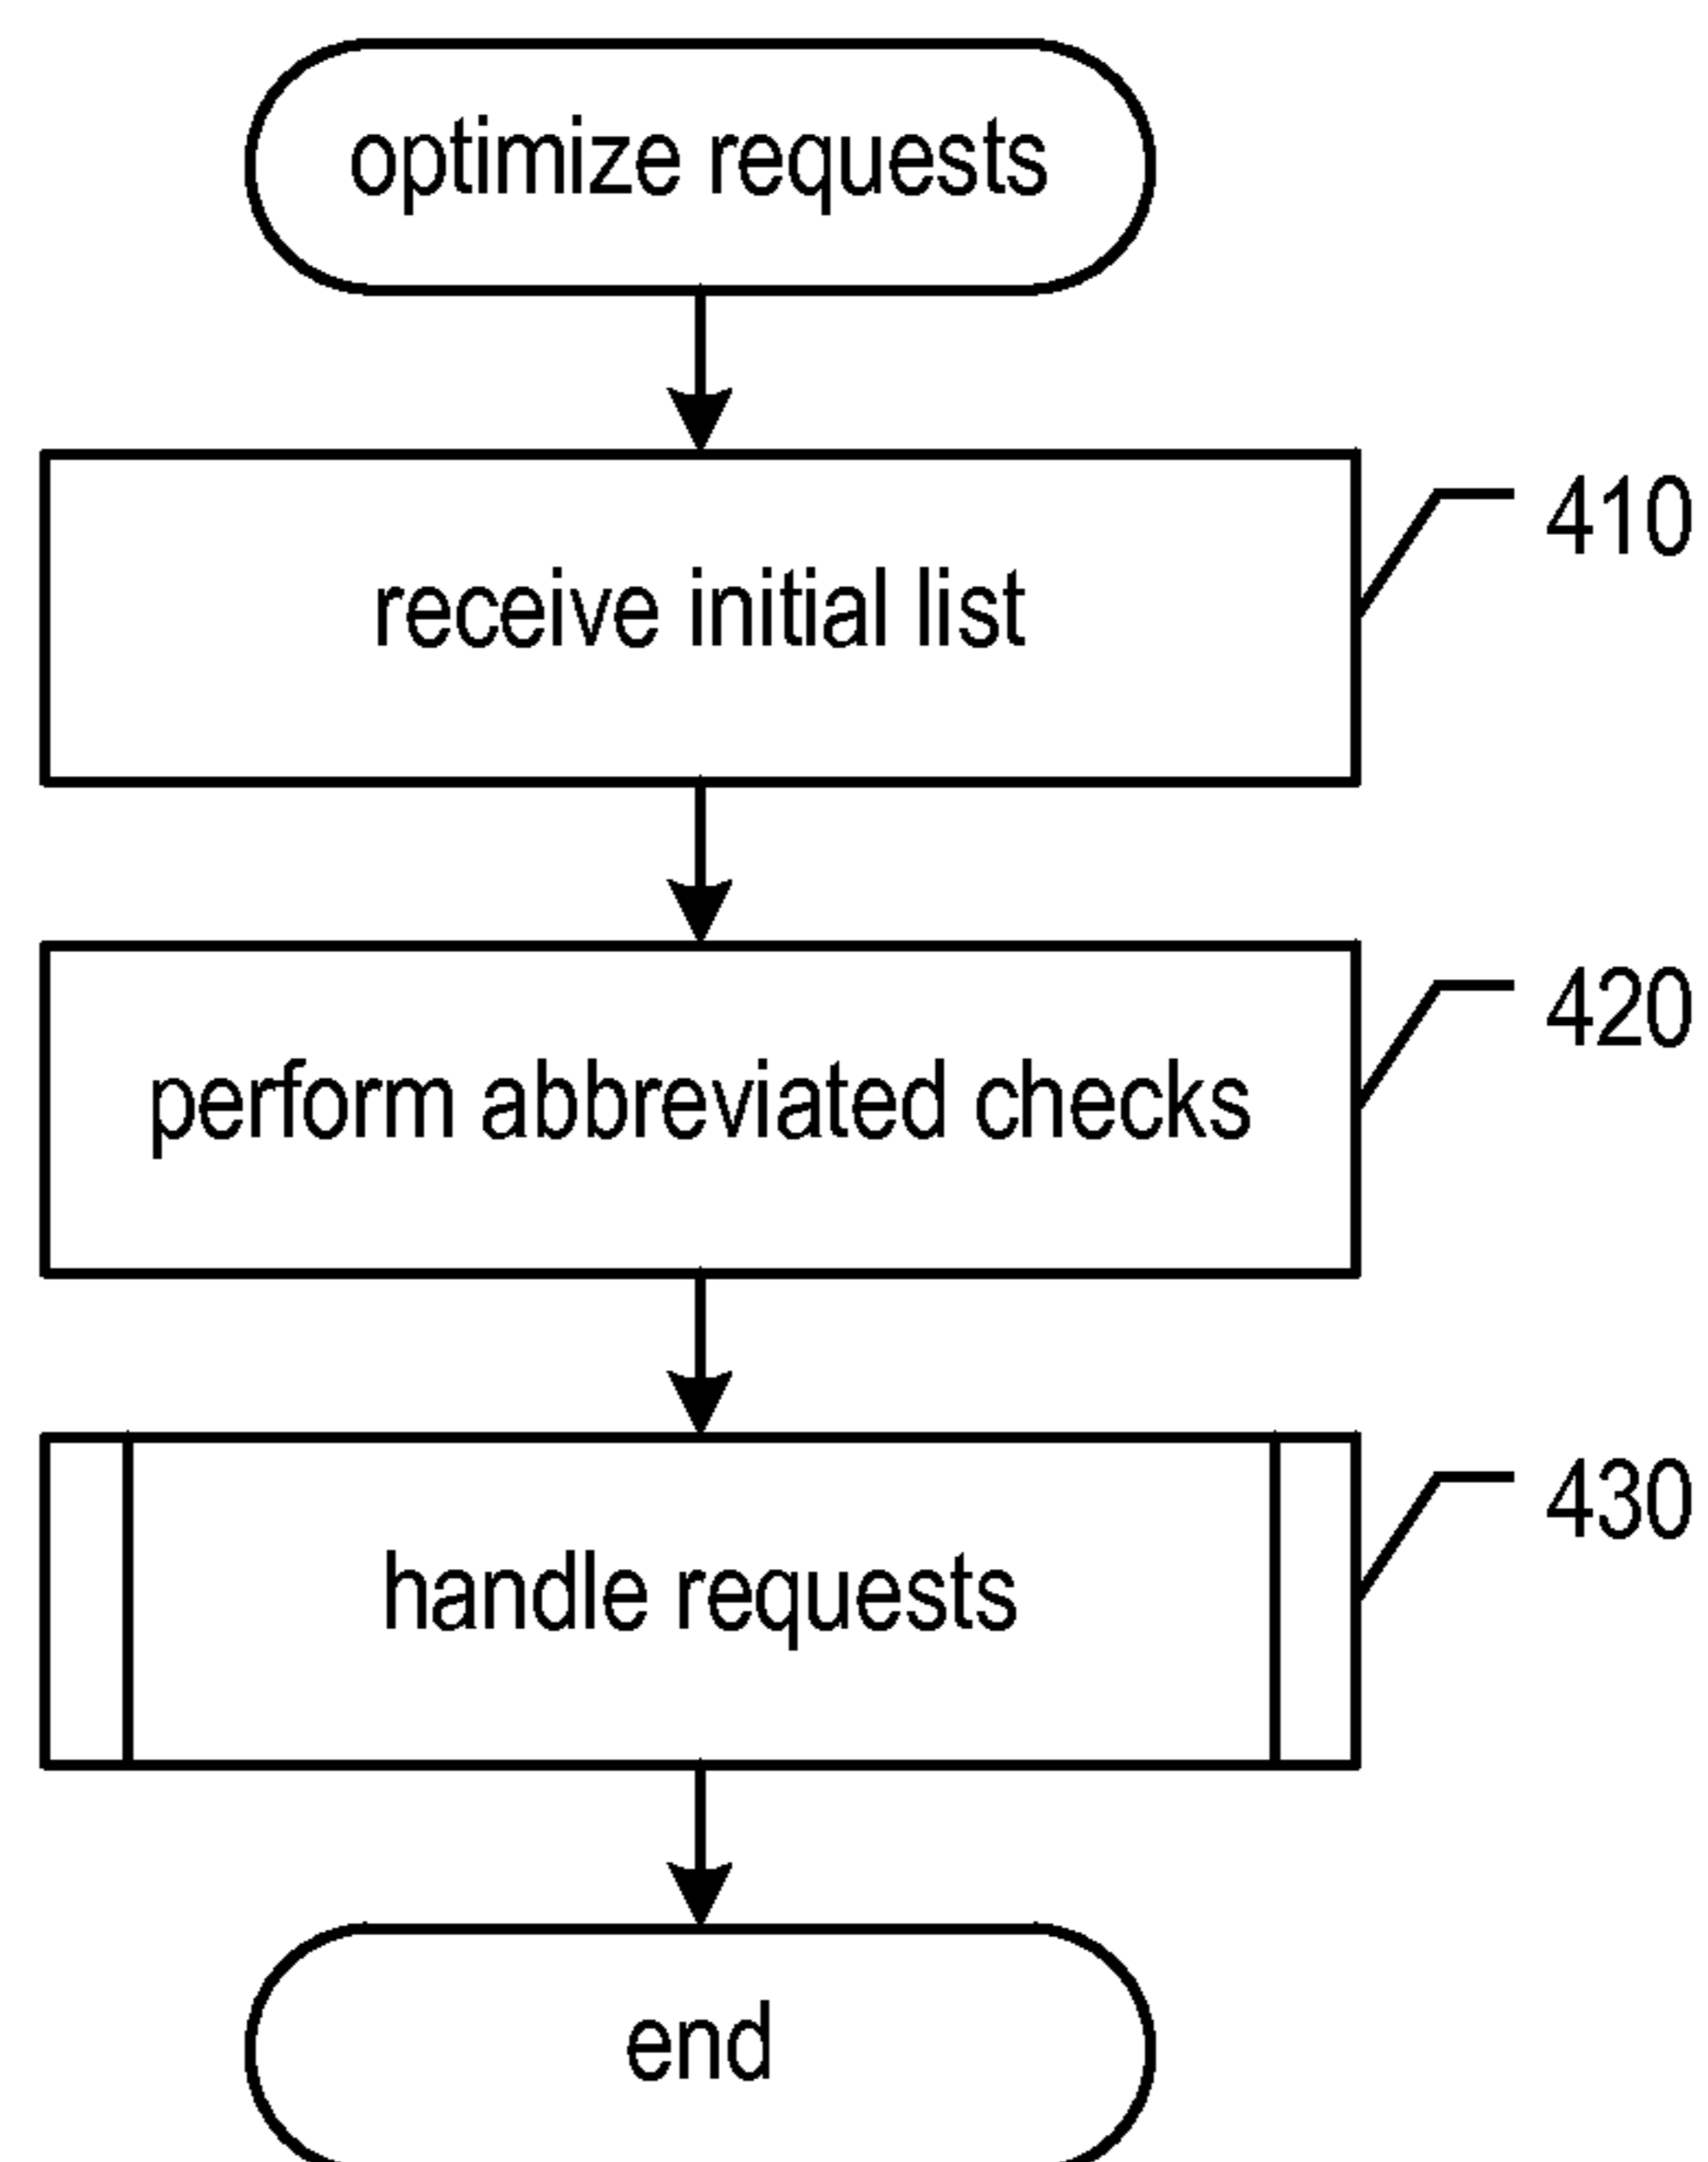 optimize requests
410
receive initial list
420
perform abbreviated checks
430
handle requests
end